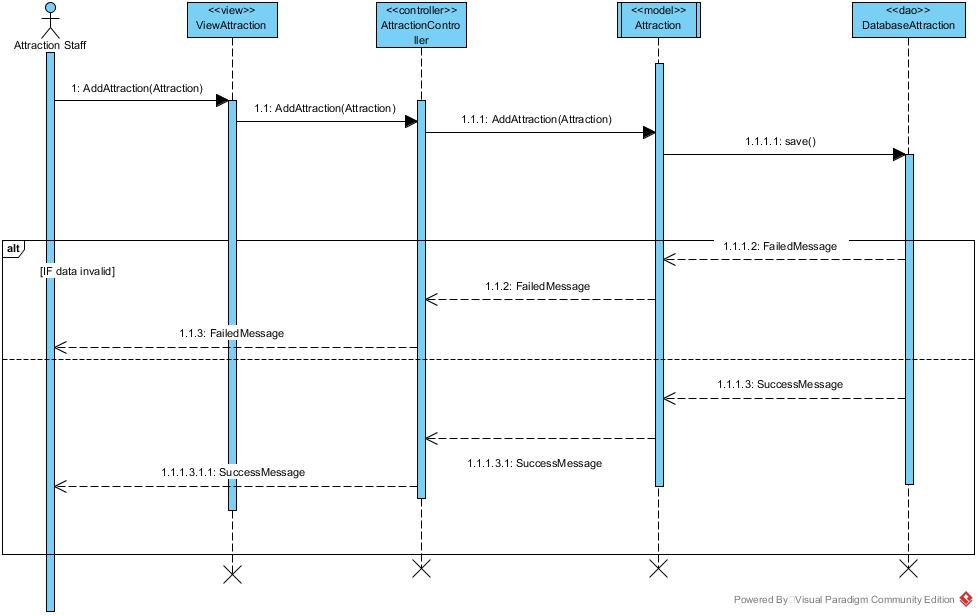 <<view>>
ViewAttraction
<<controller>>
AttractionContro
ller
<<model>>
Attraction
<<dao>>
DatabaseAttraction
Attraction Staff
1: AddAttraction(Attraction)
1.1: AddAttraction(Attraction)
1.1.1: AddAttraction(Attraction)
1.1.1.1: save()
alt
1.1.1.2: FailedMessage
[IF data invalid]
1.1.2: FailedMessage
1.1.3: FailedMessage
1.1.1.3: SuccessMessage
1.1.1.3.1: SuccessMessage
1.1.1.3.1.1: SuccessMessage
Powered By Visual Paradigm Community Edition